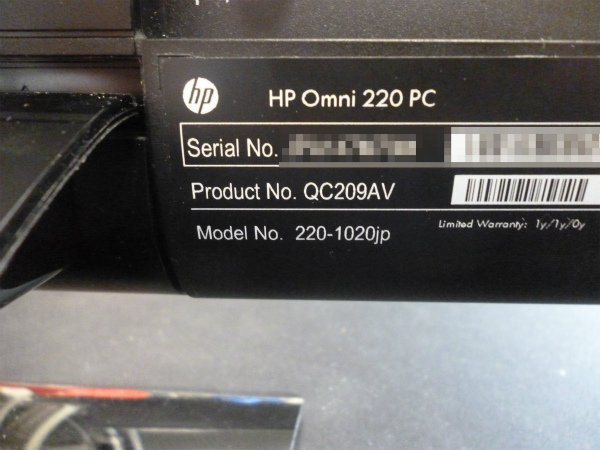 hp
HP Omni 220 PC
Serial No.
Product No. QC209AV
Model No. 220-1020jp
Limited Warranty: 1y/1y/0y